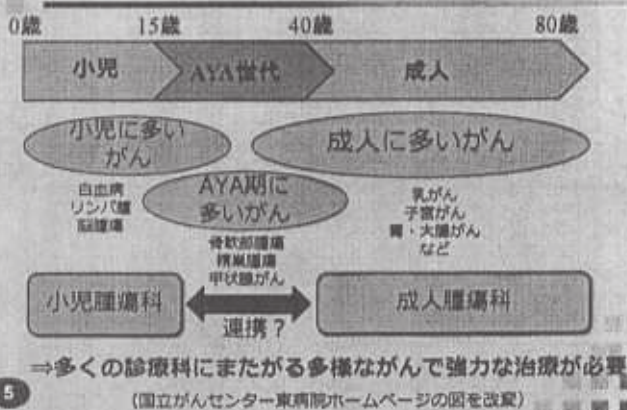 0歳 15歳 40歳 80歳
小児 AYA世代 成人
小児に多い
がん
成人に多いがん
白血病
リンパ腫
脳腫瘍
AYA期に
多いがん
骨軟部腫瘍
精巣腫瘍
甲状腺がん
乳がん
子宮がん
胃・大腸がん
など
小児腫瘍科
連携?
成人腫瘍科
⇒多くの診療科にまたがる多様ながんで強力な治療が必要
5
(国立がんセンター東病院ホームページの図を改変)